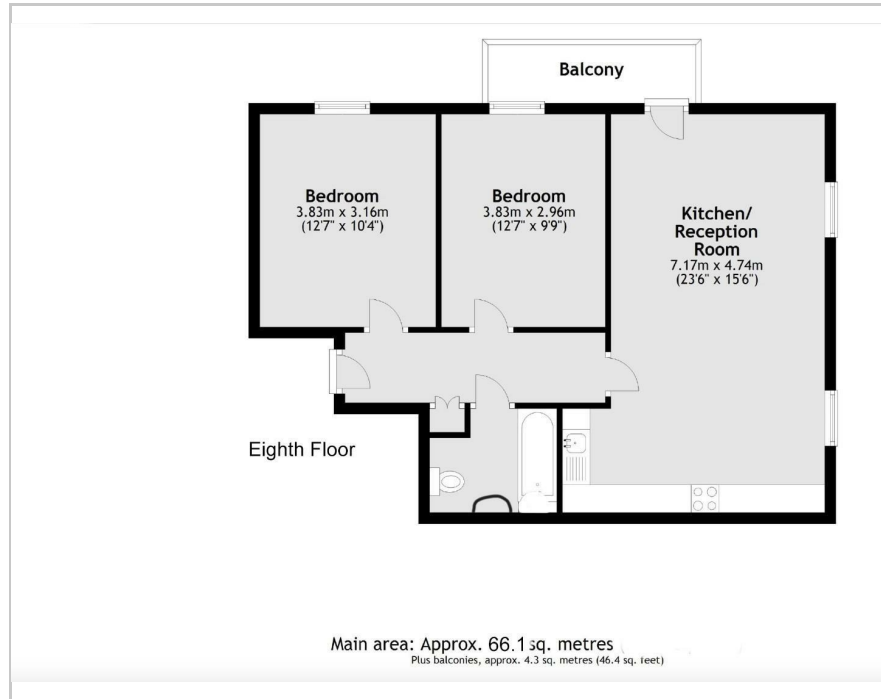 Balcony
Bedroom
3.83m x 3.16m
(12'7" x 10'4")
Bedroom
3.83m x 2.96m
(12'7" x 9'9")
Kitchen/
Reception
Room
7.17m x 4.74m
(23'6" x 15'6")
Eighth Floor
Main area: Approx. 66.1 sq. metres
Plus balconies, approx. 4.3 sq. metres (46.4 sq. feet)